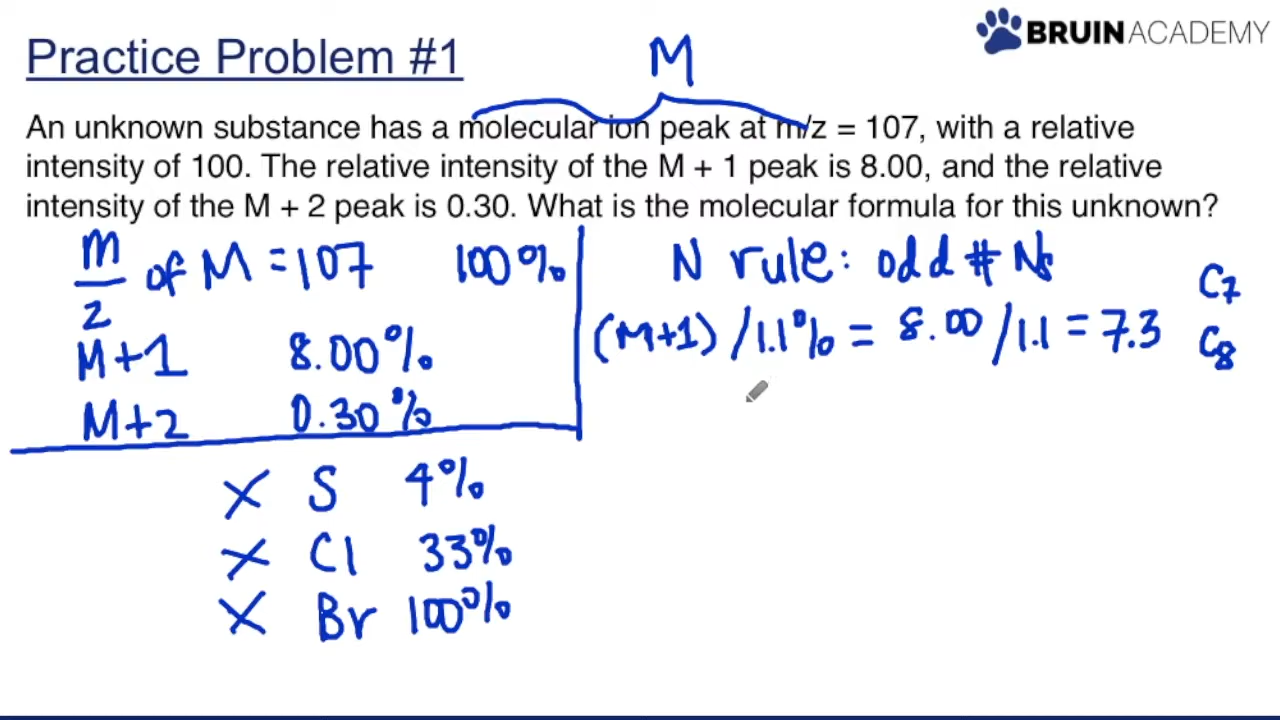 BRUIN ACADEMY
Practice Problem #1
M
An unknown substance has a molecular ion peak at m/z = 107, with a relative
intensity of 100. The relative intensity of the M + 1 peak is 8.00, and the relative
intensity of the M + 2 peak is 0.30. What is the molecular formula for this unknown?
m/z of M = 107 100%
M+1 8.00%
M+2 0.30%
X S 4%
X Cl 33%
X Br 100%
N rule: odd # Ns
(M+1) / 1.1% = 8.00 / 1.1 = 7.3
C7
C8